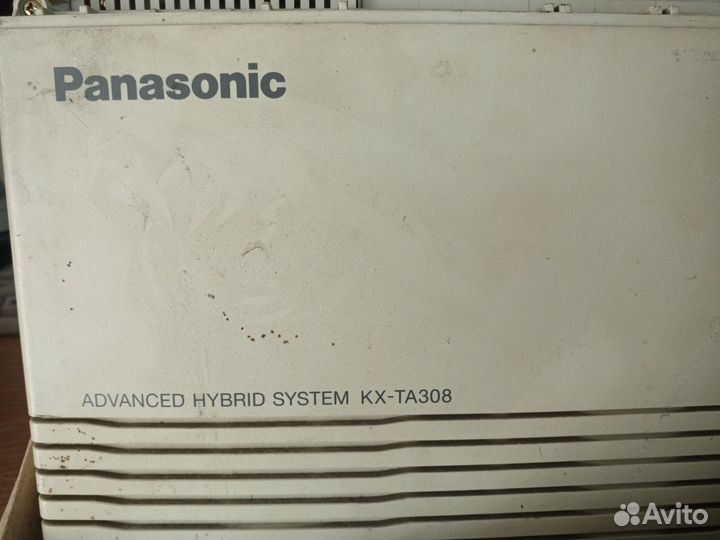 Panasonic
ADVANCED HYBRID SYSTEM KX-TA308
Avito